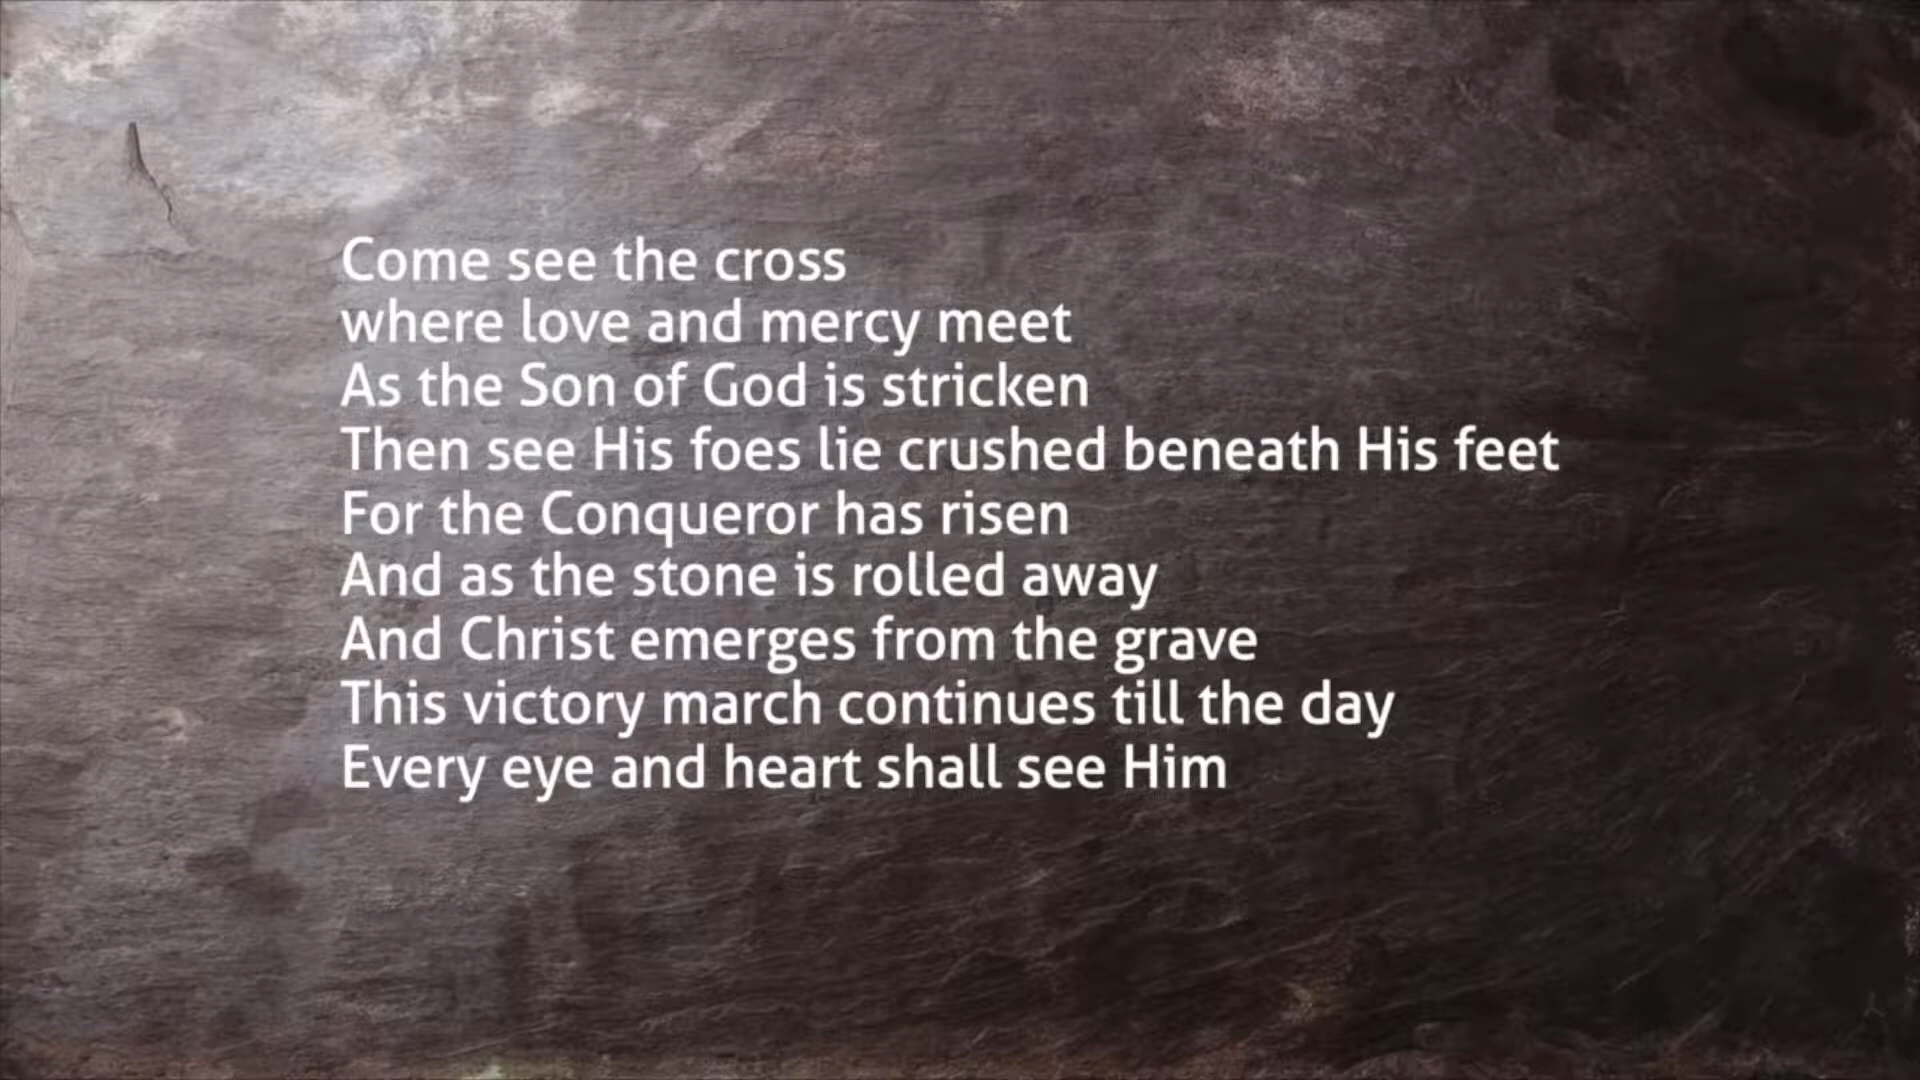 Come see the cross
where love and mercy meet
As the Son of God is stricken
Then see His foes lie crushed beneath His feet
For the Conqueror has risen
And as the stone is rolled away
And Christ emerges from the grave
This victory march continues till the day
Every eye and heart shall see Him